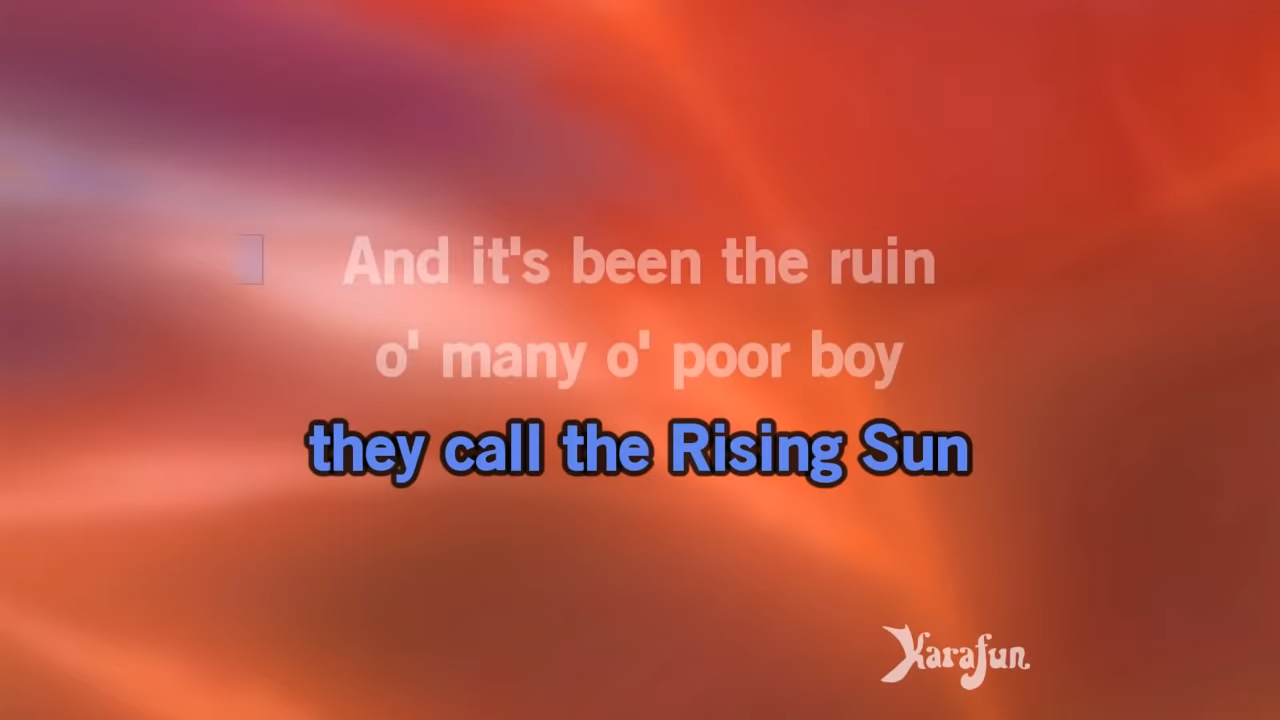 And it's been the ruin
o' many o' poor boy
they call the Rising Sun
Karafun